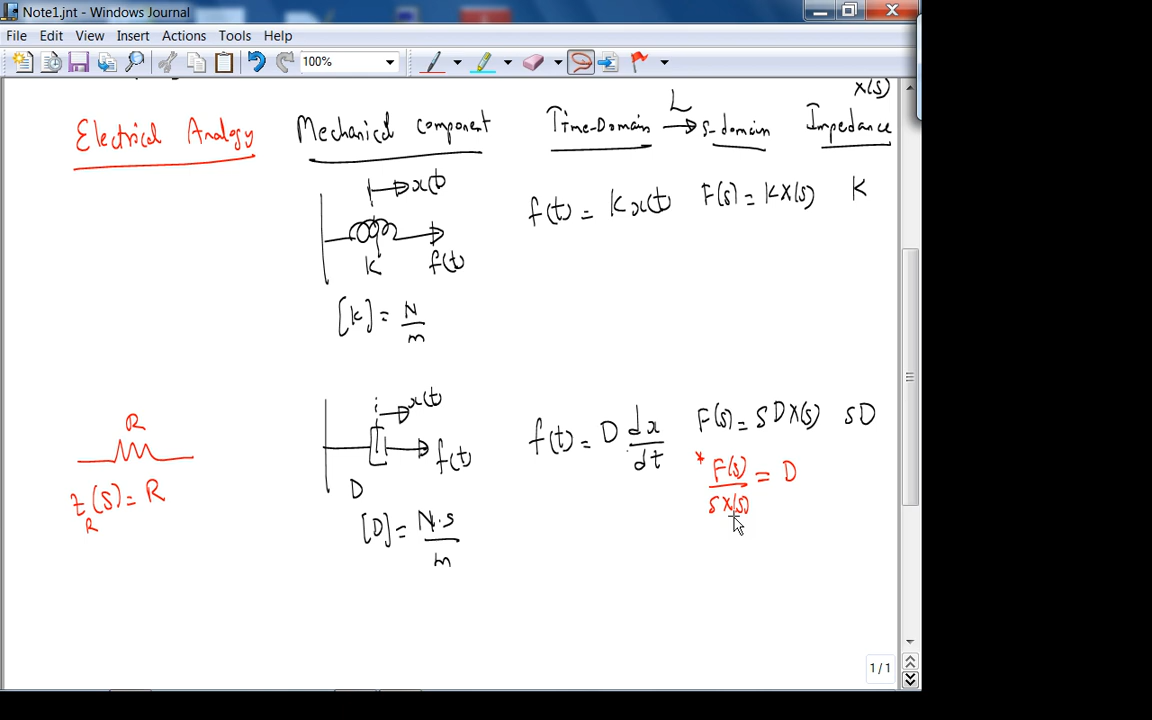 Note1.jnt - Windows Journal
File Edit View Insert Actions Tools Help
100%
X(s)
Electrical Analogy Mechanical component Time-Domain L s-domain Impedance
x(t)
f(t) = K x(t) F(s) = K X(s) K
K f(t)
[K] = N/m
x(t)
R
f(t) = D dx/dt F(s) = S D X(s) SD
f(t)
* F(s)/S X(s) = D
D
Z_R(S) = R
[D] = N·s/m
1/1